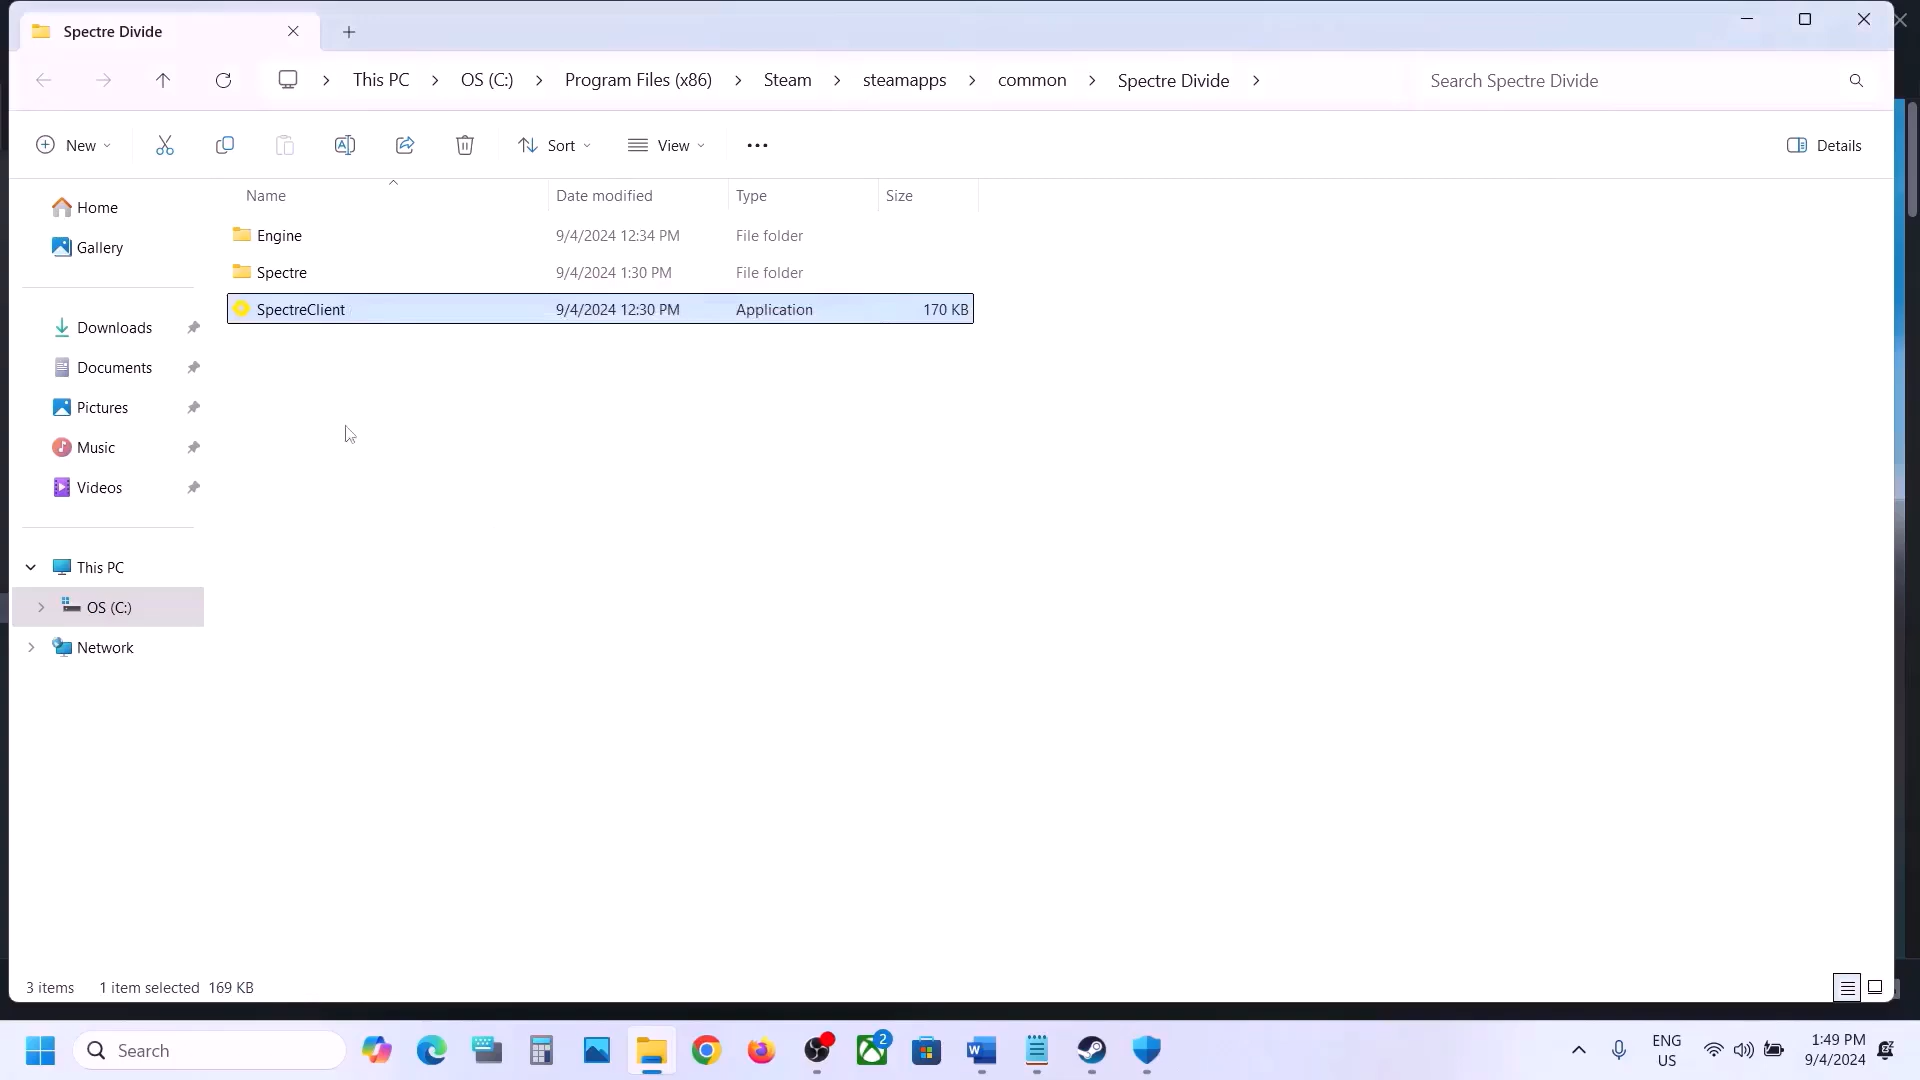 Spectre Divide
This PC
OS (C:)
Program Files (x86)
Steam
steamapps
common
Spectre Divide
Search Spectre Divide
New
Sort
View
Details
Name
Date modified
Type
Size
Home
Gallery
Downloads
Documents
Pictures
Music
Videos
This PC
OS (C:)
Network
Engine 9/4/2024 12:34 PM File folder
Spectre 9/4/2024 1:30 PM File folder
SpectreClient 9/4/2024 12:30 PM Application 170 KB
3 items 1 item selected 169 KB
Search
2
ENG
US
1:49 PM
9/4/2024